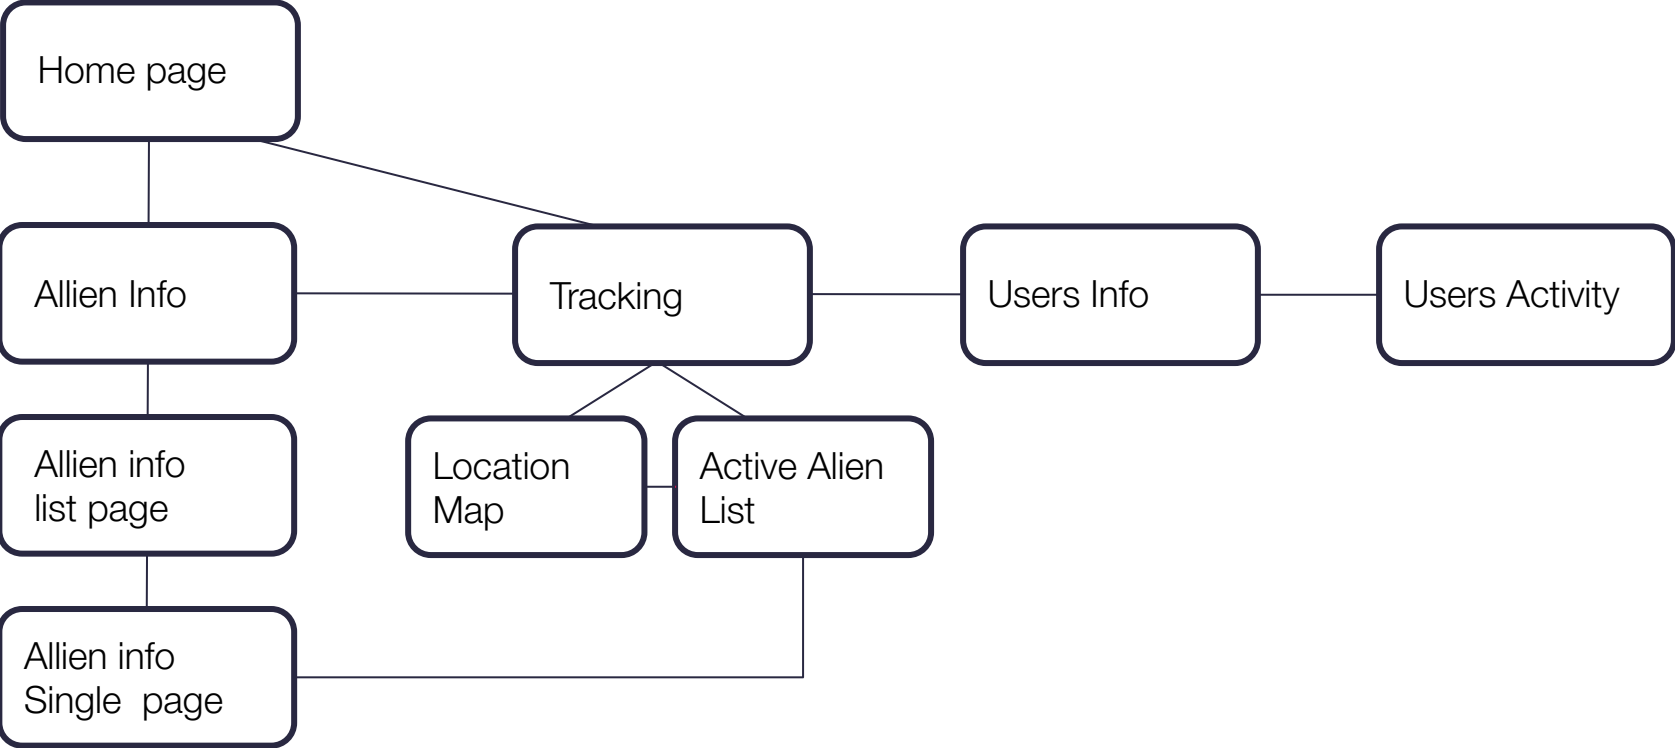 Home page
Allien Info
Tracking
Users Info
Users Activity
Allien info
list page
Location
Map
Active Alien
List
Allien info
Single  page